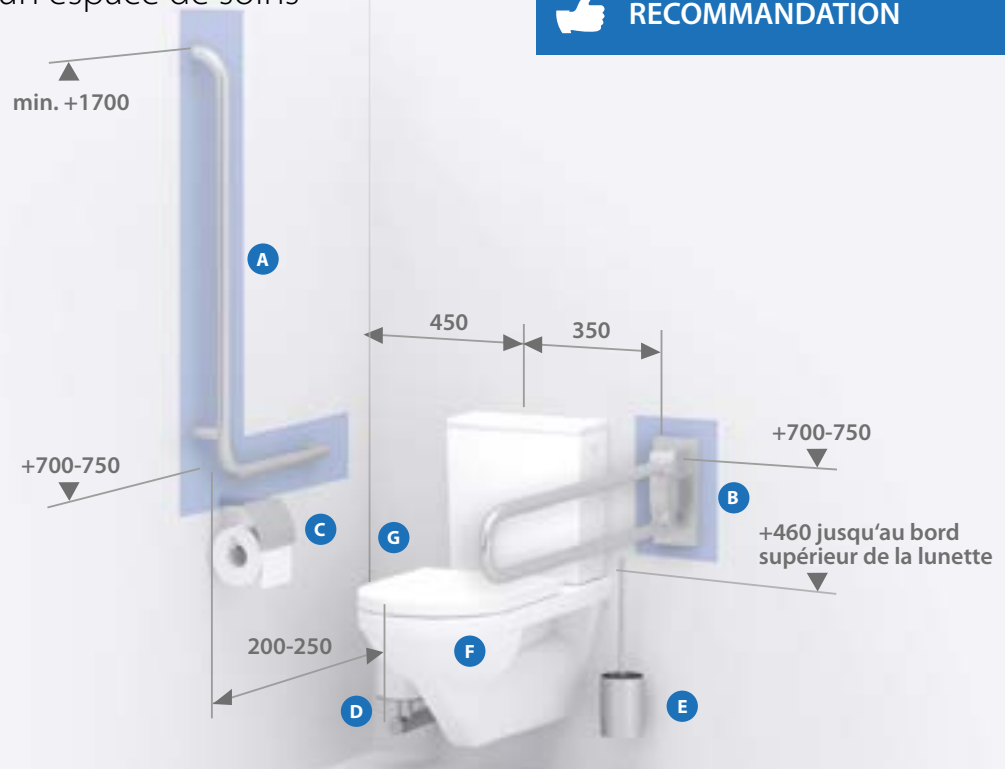 un espace de soins
RECOMMANDATION
min. +1700
A
450
350
+700-750
+700-750
B
C
G
+460 jusqu‘au bord
supérieur de la lunette
200-250
F
D
E